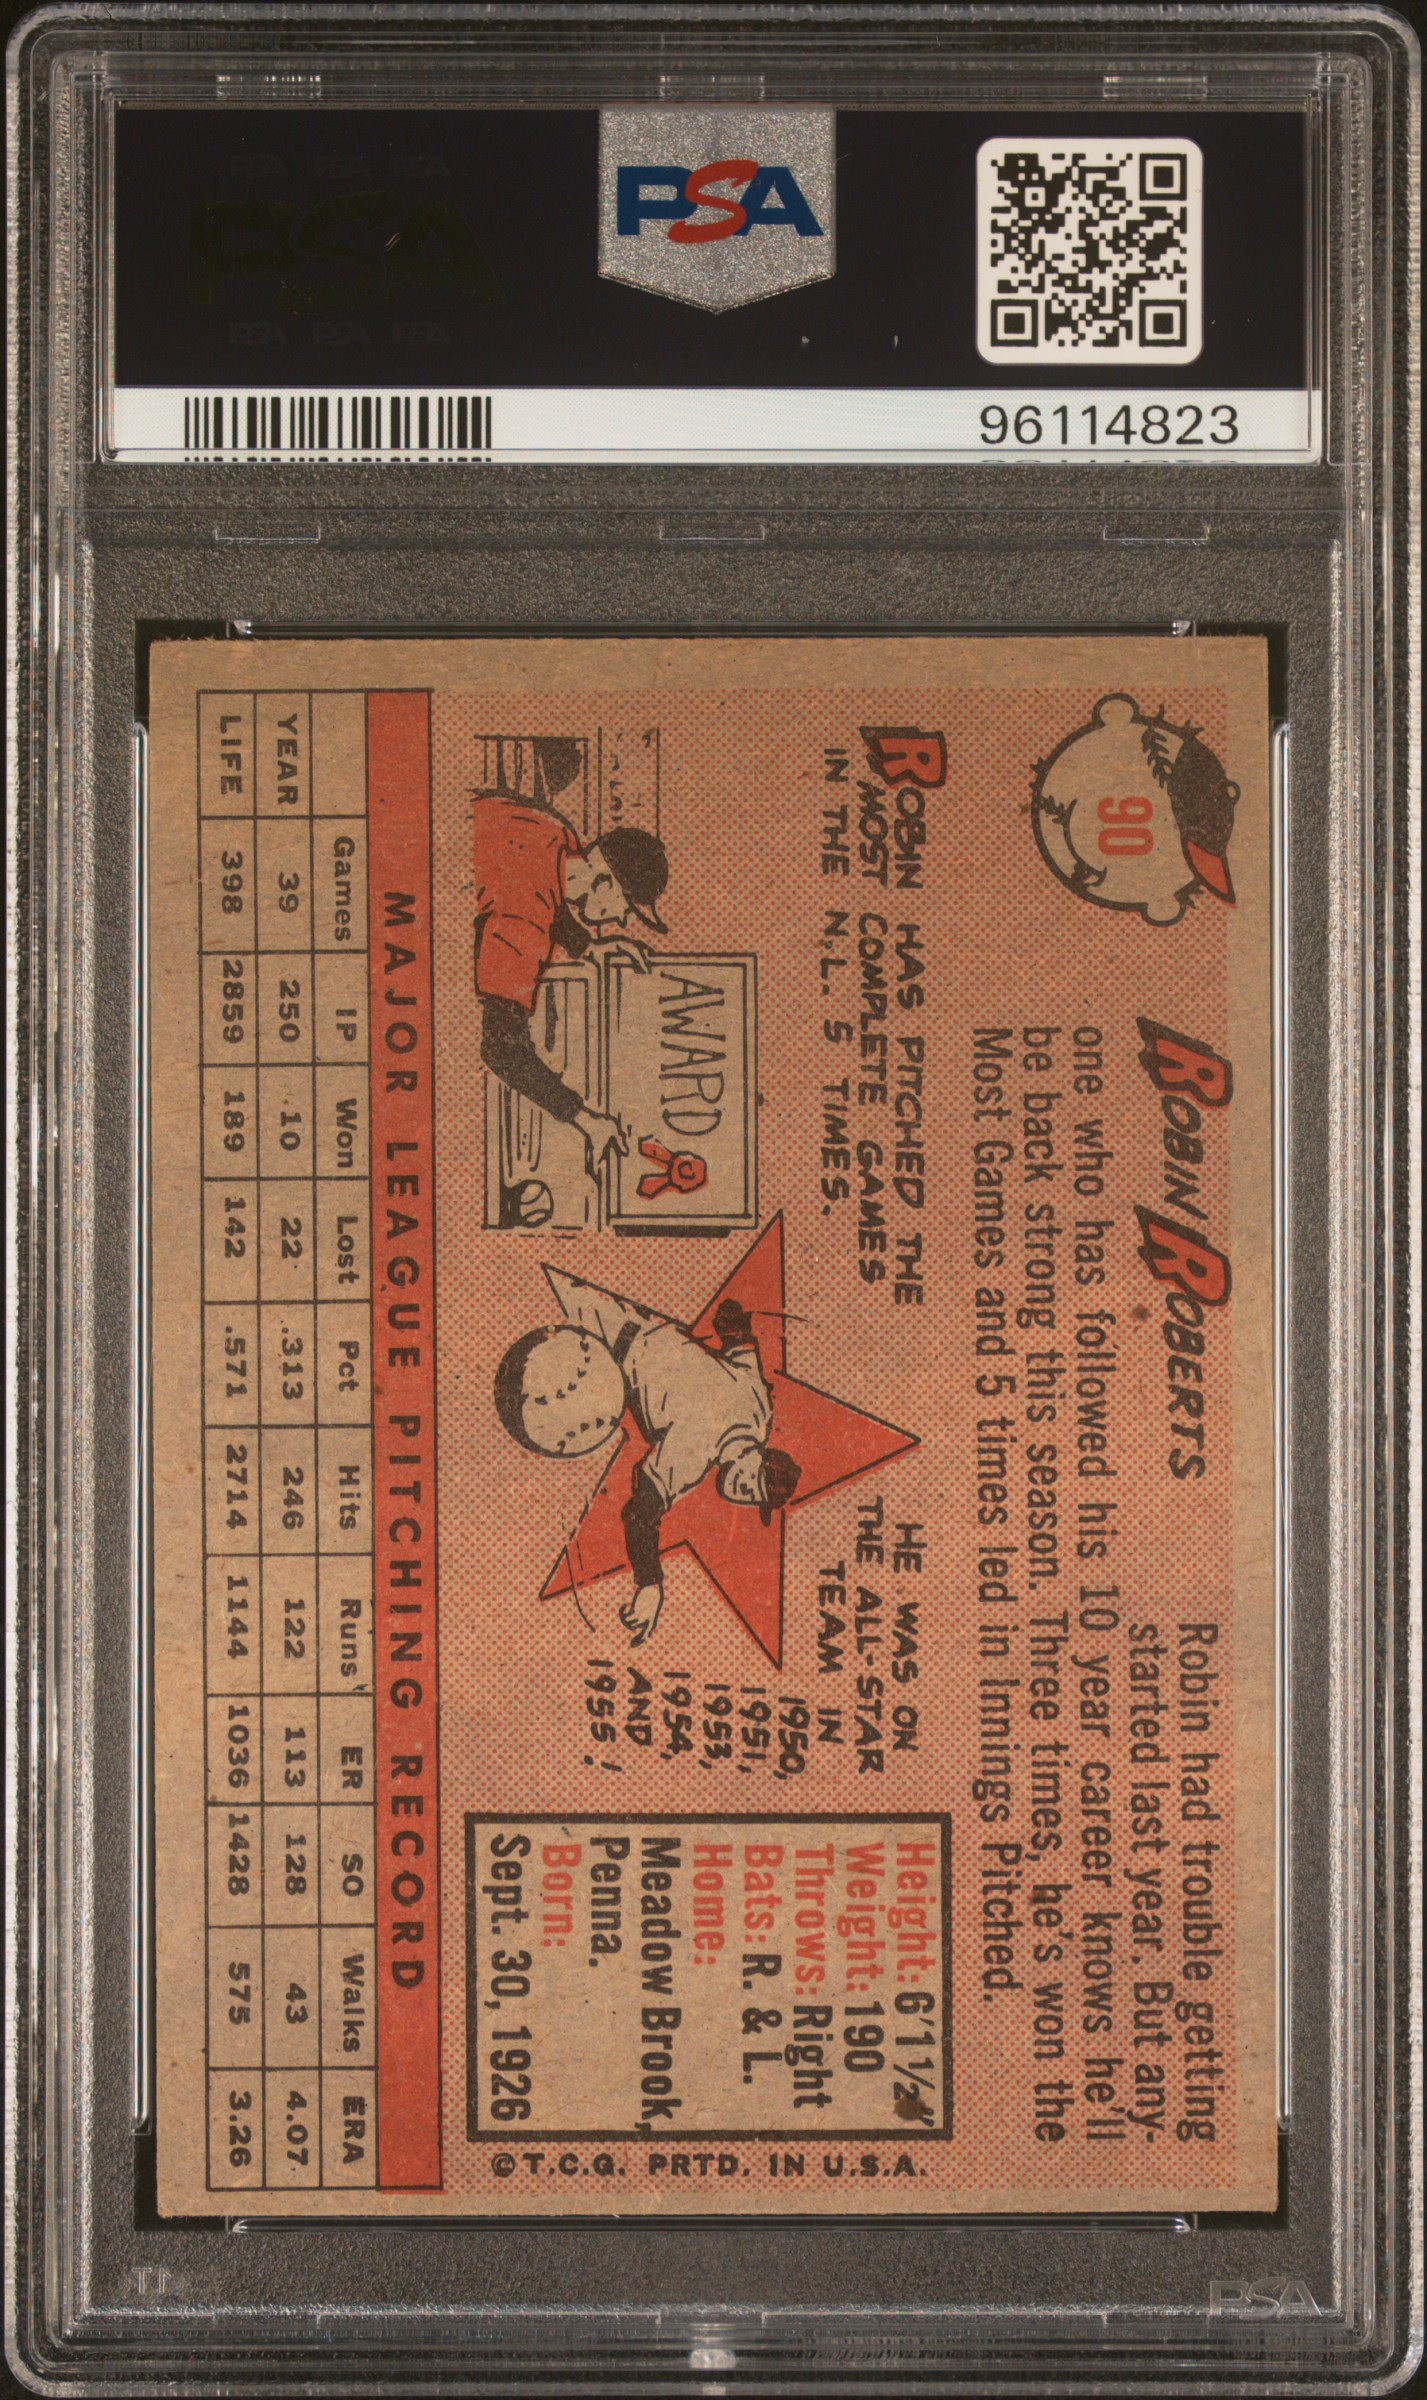 PSA
96114823
90
ROBIN ROBERTS
Robin had trouble getting
started last year. But any-
one who has followed his 10 year career knows he'll
be back strong this season. Three times, he's won the
Most Games and 5 times led in Innings Pitched.
ROBIN HAS PITCHED THE
MOST COMPLETE GAMES
IN THE N.L. 5 TIMES.
AWARD
HE WAS ON
THE ALL-STAR
TEAM IN
1950,
1951,
1953,
1954,
AND
1955!
Height: 6'1½"
Weight: 190
Throws: Right
Bats: R. & L.
Home:
Meadow Brook,
Penna.
Born:
Sept. 30, 1926
©T.C.G. PRTD. IN U.S.A.
MAJOR LEAGUE PITCHING RECORD
Games IP Won Lost Pct Hits Runs ER SO Walks ERA
YEAR 39 250 10 22 .313 246 122 113 128 43 4.07
LIFE 398 2859 189 142 .571 2714 1144 1036 1428 575 3.26
PSA